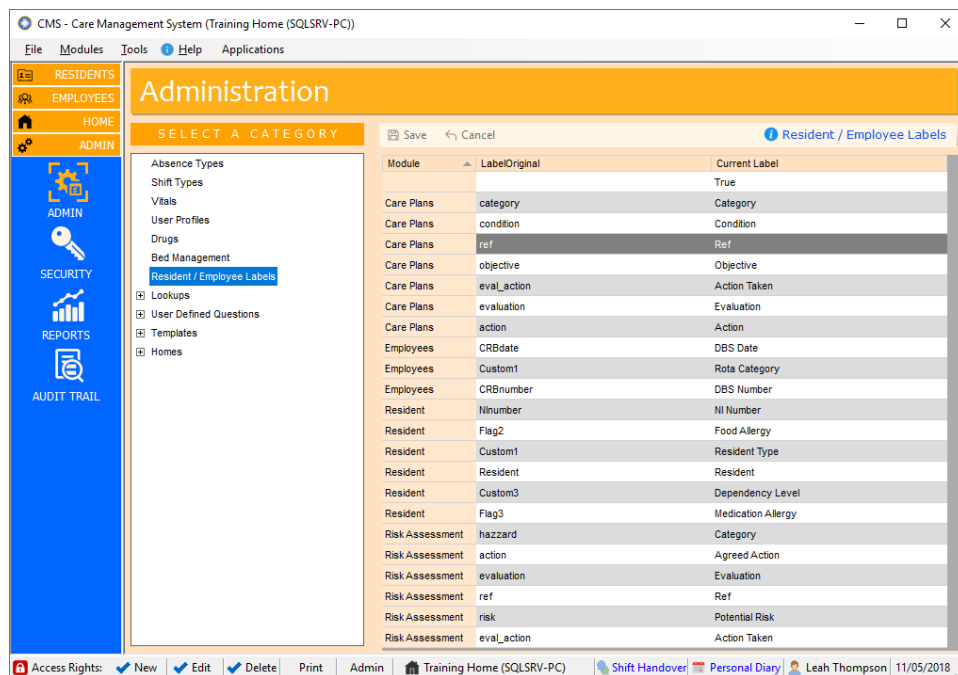 CMS - Care Management System (Training Home (SQLSRV-PC))
File Modules Tools Help Applications
RESIDENTS
EMPLOYEES
HOME
ADMIN
ADMIN
SECURITY
REPORTS
AUDIT TRAIL
Administration
SELECT A CATEGORY
Absence Types
Shift Types
Vitals
User Profiles
Drugs
Bed Management
Resident / Employee Labels
Lookups
User Defined Questions
Templates
Homes
Save Cancel Resident / Employee Labels
Module LabelOriginal Current Label
True
Care Plans category Category
Care Plans condition Condition
Care Plans ref Ref
Care Plans objective Objective
Care Plans eval_action Action Taken
Care Plans evaluation Evaluation
Care Plans action Action
Employees CRBdate DBS Date
Employees Custom1 Rota Category
Employees CRBnumber DBS Number
Resident NInumber NI Number
Resident Flag2 Food Allergy
Resident Custom1 Resident Type
Resident Resident Resident
Resident Custom3 Dependency Level
Resident Flag3 Medication Allergy
Risk Assessment hazzard Category
Risk Assessment action Agreed Action
Risk Assessment evaluation Evaluation
Risk Assessment ref Ref
Risk Assessment risk Potential Risk
Risk Assessment eval_action Action Taken
Access Rights: New Edit Delete Print Admin Training Home (SQLSRV-PC) Shift Handover Personal Diary Leah Thompson 11/05/2018